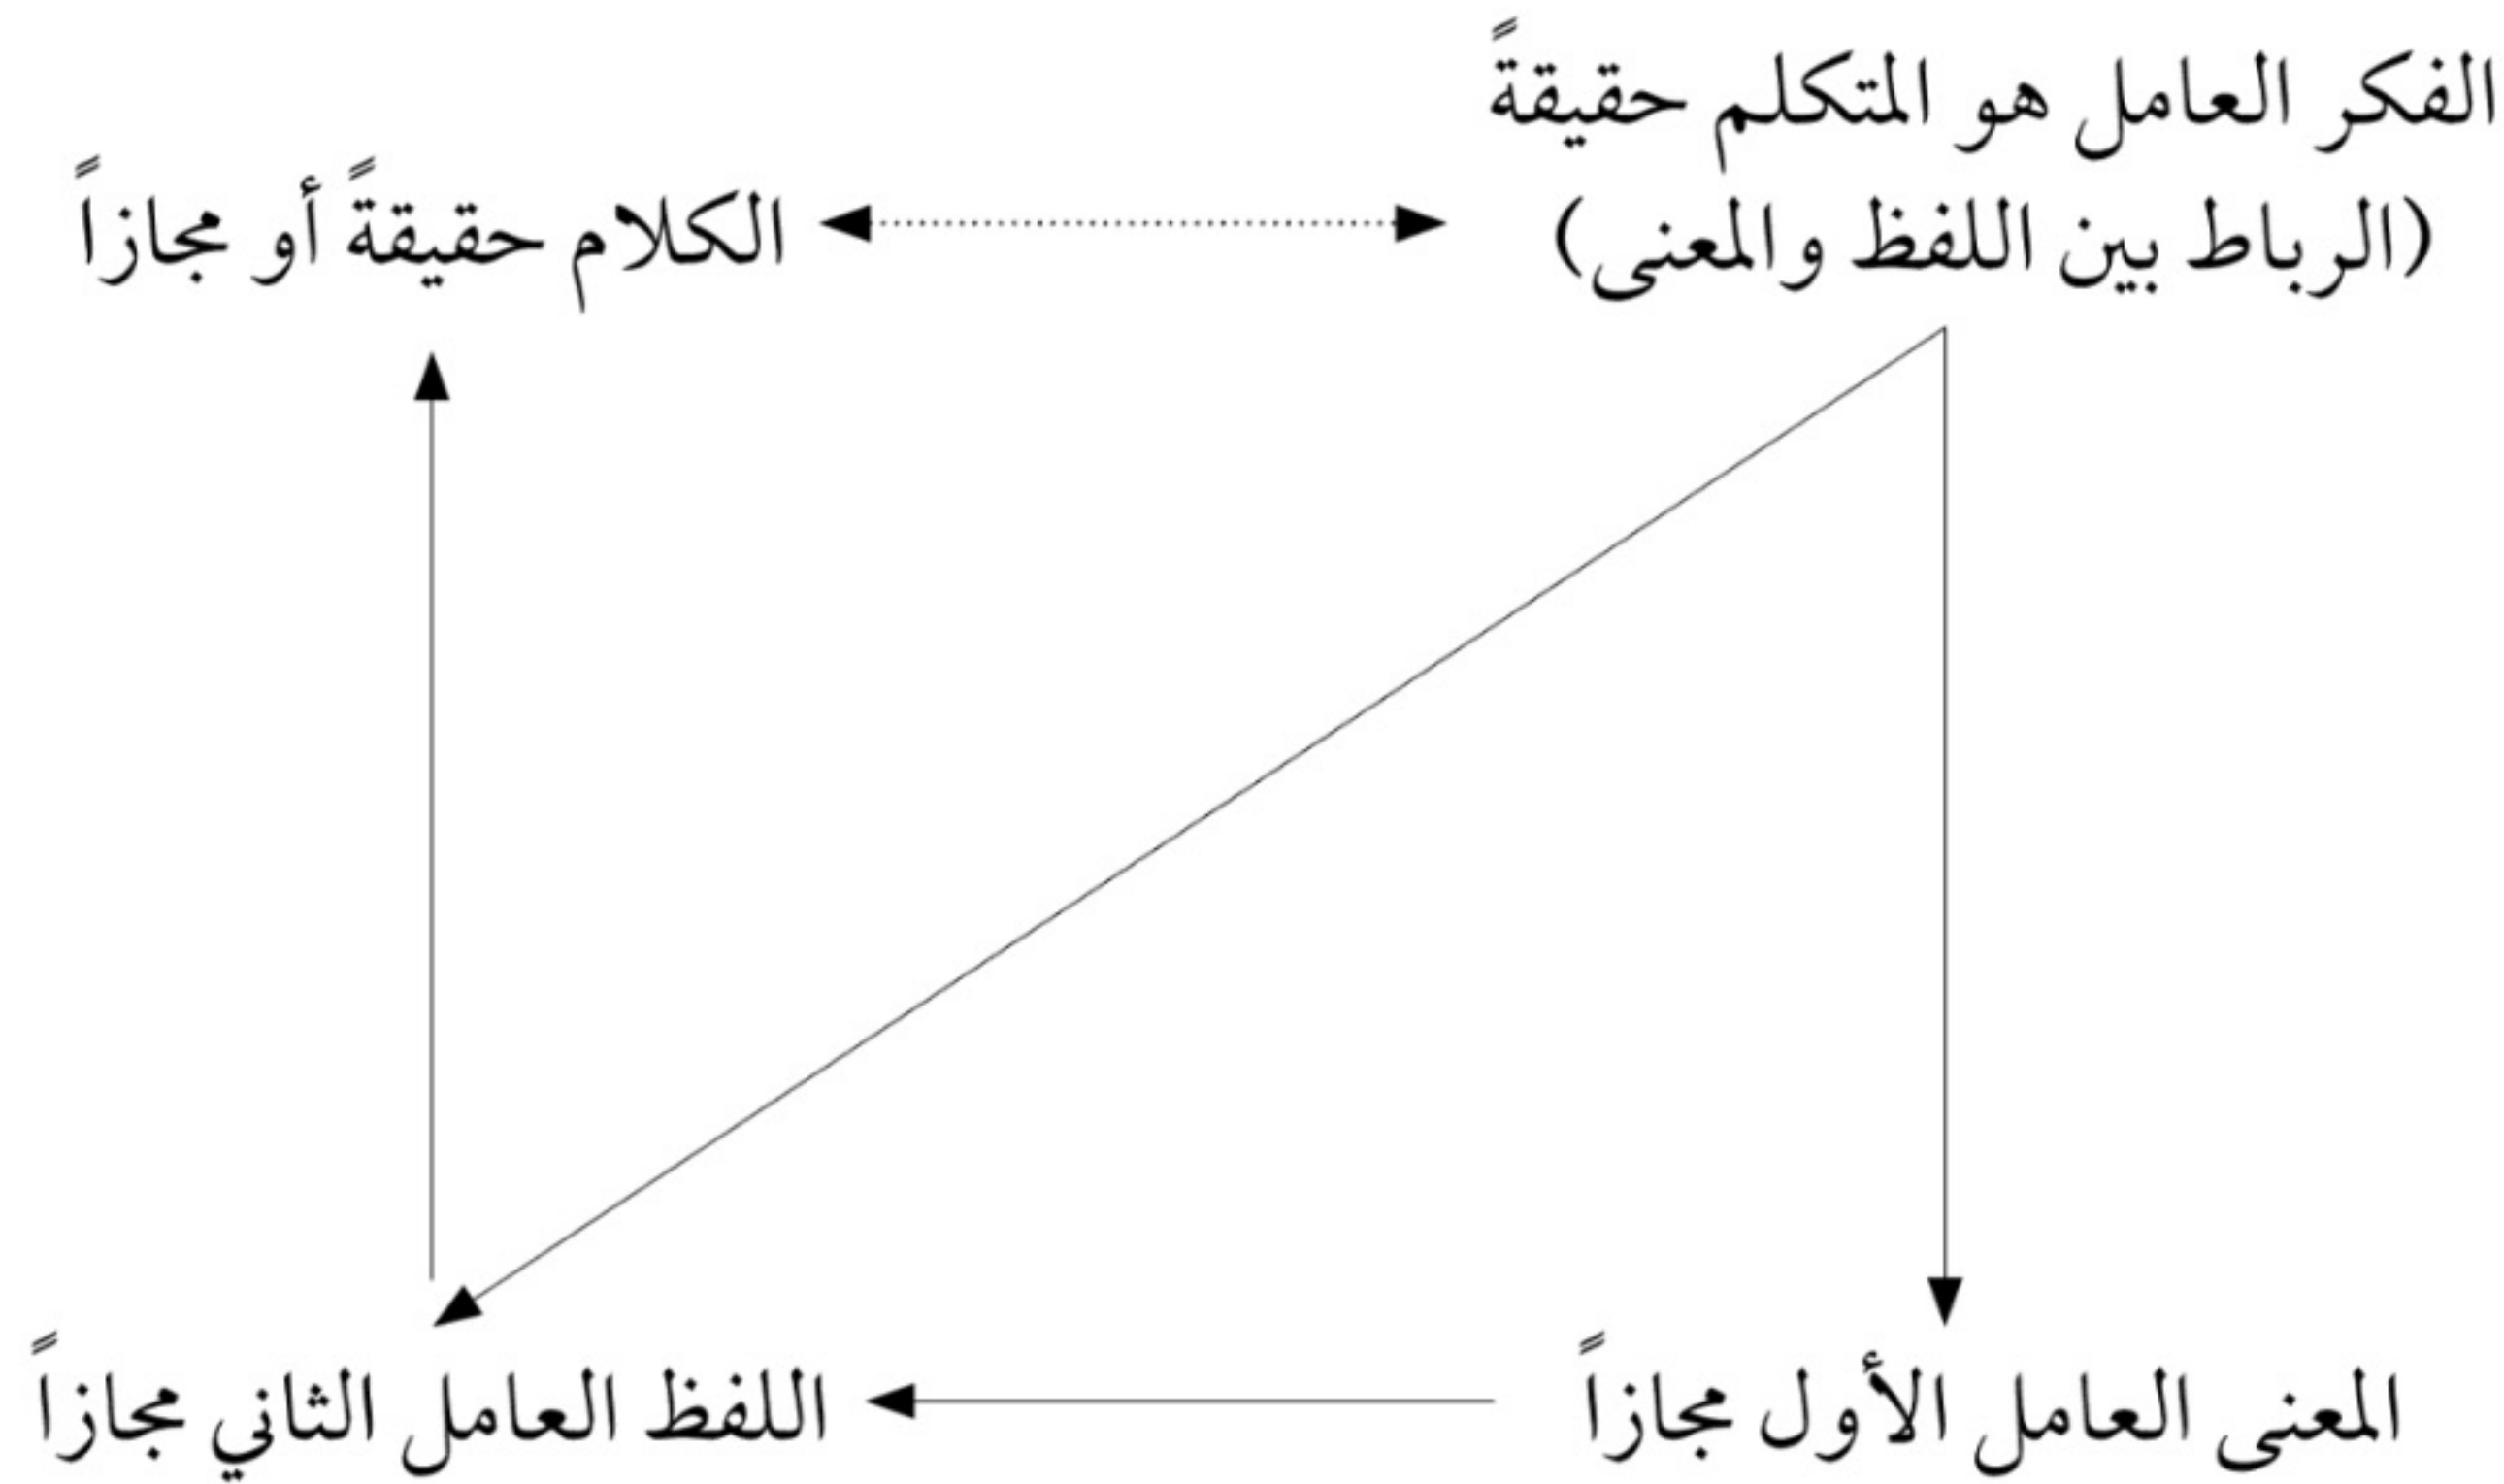 الفكر العامل هو المتكلم حقيقةً
(الرباط بين اللفظ والمعنى)
الكلام حقيقةً أو مجازاً
المعنى العامل الأول مجازاً
اللفظ العامل الثاني مجازاً